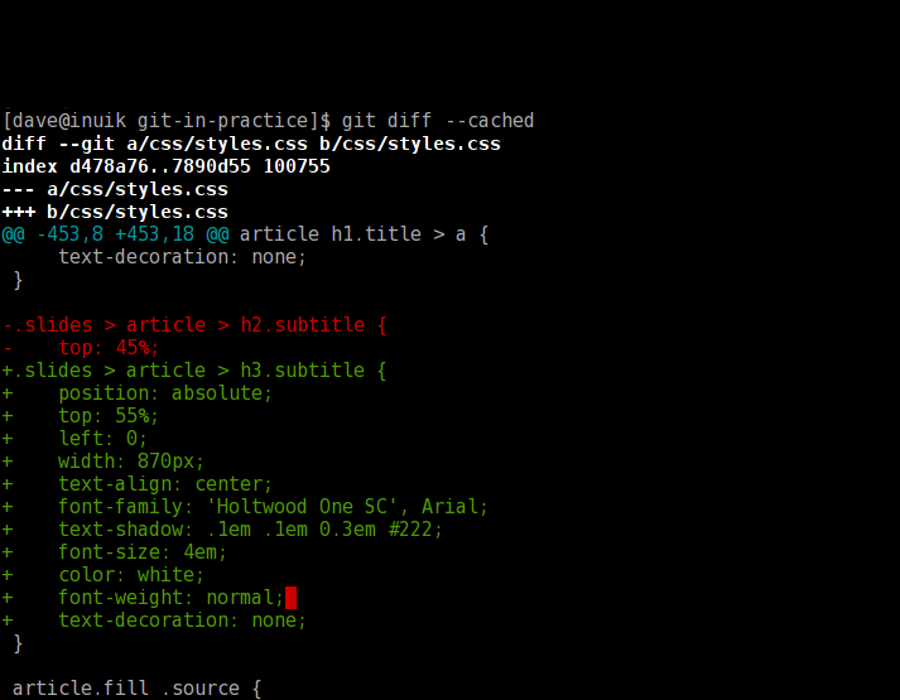 [dave@inuik git-in-practice]$ git diff --cached
diff --git a/css/styles.css b/css/styles.css
index d478a76..7890d55 100755
--- a/css/styles.css
+++ b/css/styles.css
@@ -453,8 +453,18 @@ article h1.title > a {
     text-decoration: none;
 }
-.slides > article > h2.subtitle {
-    top: 45%;
+.slides > article > h3.subtitle {
+    position: absolute;
+    top: 55%;
+    left: 0;
+    width: 870px;
+    text-align: center;
+    font-family: 'Holtwood One SC', Arial;
+    text-shadow: .1em .1em 0.3em #222;
+    font-size: 4em;
+    color: white;
+    font-weight: normal;
+    text-decoration: none;
 }
 article.fill .source {